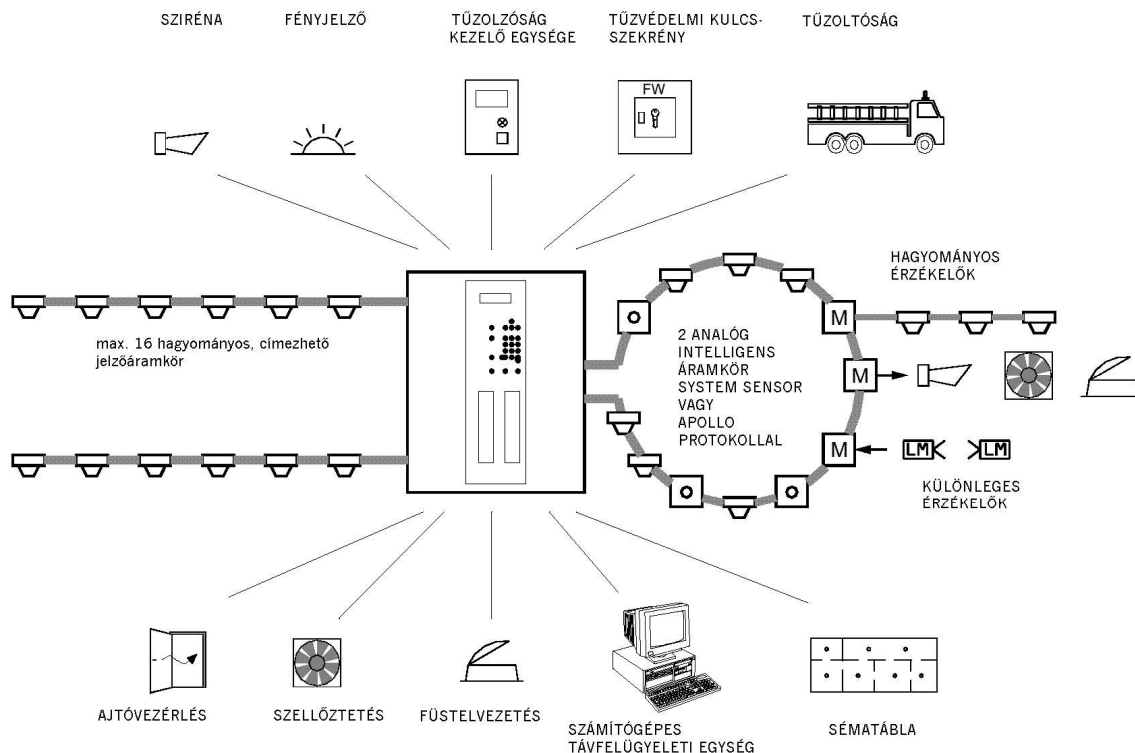 SZIRÉNA
FÉNYJELZŐ
TŰZOLZÓSÁG
KEZELŐ EGYSÉGE
TŰZVÉDELMI KULCS-
SZEKRÉNY
TŰZOLTÓSÁG
FW
HAGYOMÁNYOS
ÉRZÉKELŐK
max. 16 hagyományos, címezhető
jelzőáramkör
2 ANALÓG
INTELLIGENS
ÁRAMKÖR
SYSTEM SENSOR
VAGY
APOLLO
PROTOKOLLAL
M
M
M
LM
LM
KÜLÖNLEGES
ÉRZÉKELŐK
AJTÓVEZÉRLÉS
SZELLŐZTETÉS
FÜSTELVEZETÉS
SZÁMÍTÓGÉPES
TÁVFELÜGYELETI EGYSÉG
SÉMATÁBLA